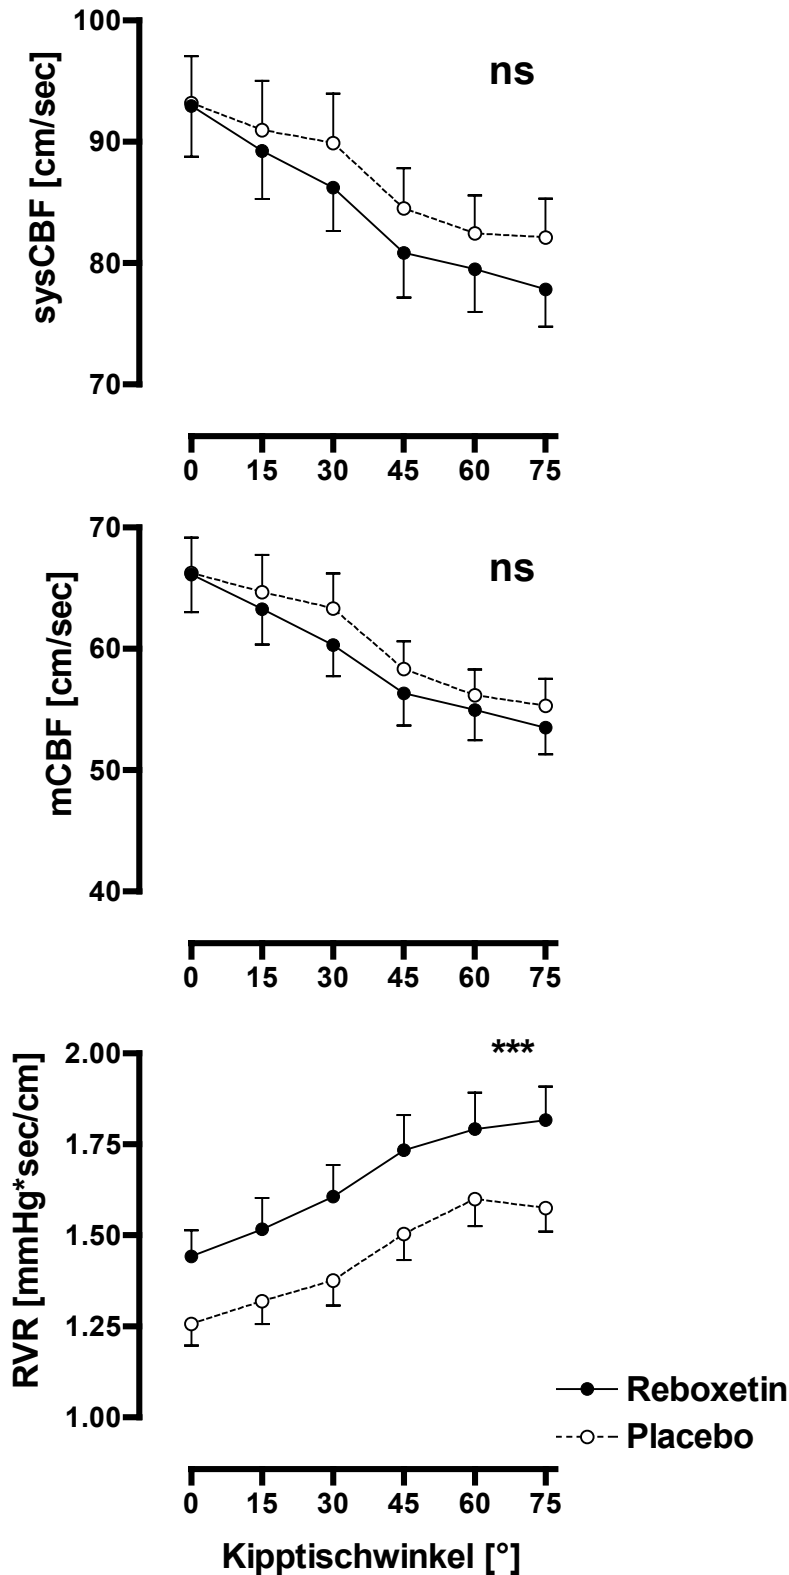 100
ns
sysCBF [cm/sec]
90
80
70
0 15 30 45 60 75
70
ns
mCBF [cm/sec]
60
50
40
0 15 30 45 60 75
2.00
***
RVR [mmHg*sec/cm]
1.75
1.50
1.25
1.00
Reboxetin
Placebo
0 15 30 45 60 75
Kipptischwinkel [°]